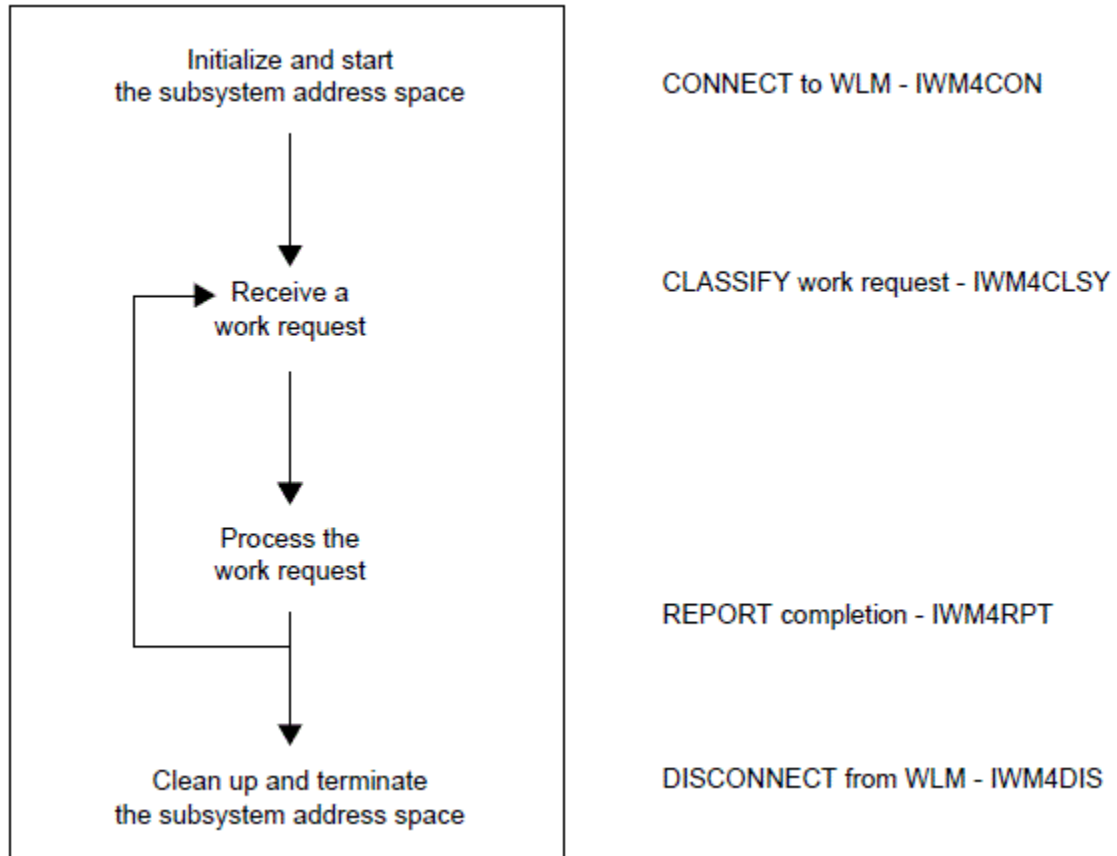 Initialize and start
the subsystem address space
CONNECT to WLM - IWM4CON
Receive a
work request
CLASSIFY work request - IWM4CLSY
Process the
work request
REPORT completion - IWM4RPT
Clean up and terminate
the subsystem address space
DISCONNECT from WLM - IWM4DIS